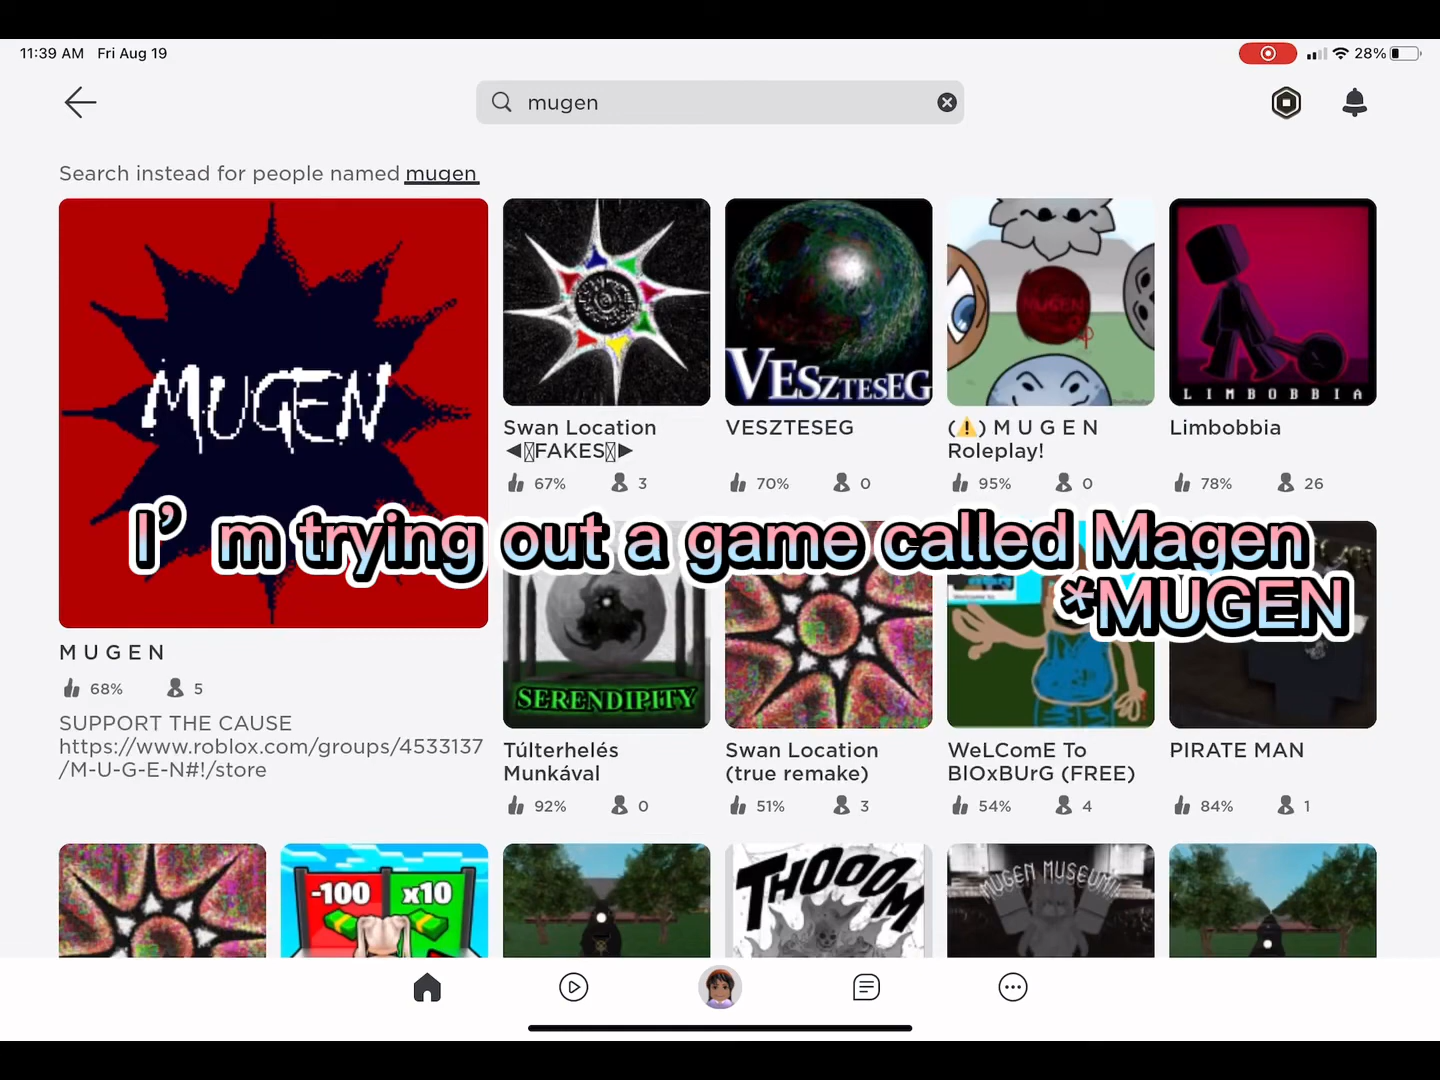 11:39 AM Fri Aug 19
28%
mugen
Search instead for people named mugen
MUGEN
VESZTESEG
MUGEN
rp
LIMBOBBIA
Swan Location
VESZTESEG
(⚠️) M U G E N
Limbobbia
◀FAKES▶
Roleplay!
67% 3
70% 0
95% 0
78% 26
I'm trying out a game called Magen
*MUGEN
SERENDIPITY
M U G E N
68% 5
SUPPORT THE CAUSE
https://www.roblox.com/groups/4533137
/M-U-G-E-N#!/store
Túlterhelés
Munkával
Swan Location
(true remake)
WeLComE To
BlOxBUrG (FREE)
PIRATE MAN
92% 0
51% 3
54% 4
84% 1
-100
x10
THOOOM
MUGEN MUSEUM!!